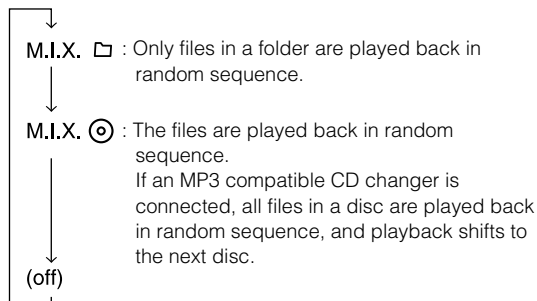 M.I.X. : Only files in a folder are played back in
random sequence.
M.I.X. : The files are played back in random
sequence.
If an MP3 compatible CD changer is
connected, all files in a disc are played back
in random sequence, and playback shifts to
the next disc.
(off)